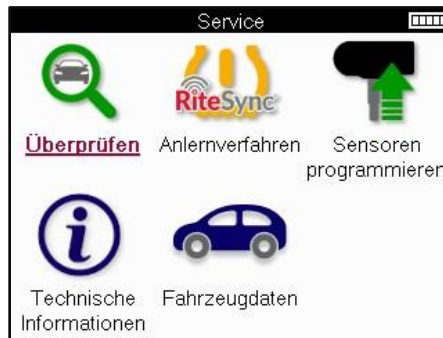 Service
RiteSync
Überprüfen
Anlernverfahren
Sensoren
programmieren
Technische
Informationen
Fahrzeugdaten